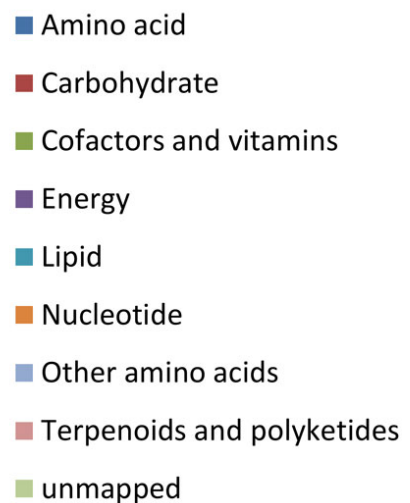 Amino acid
Carbohydrate
Cofactors and vitamins
Energy
Lipid
Nucleotide
Other amino acids
Terpenoids and polyketides
unmapped